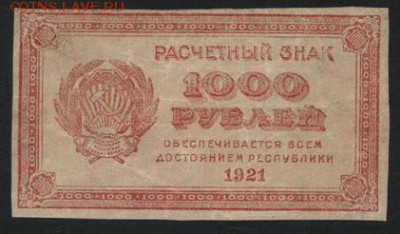 COINS.LAVE.RU
РАСЧЕТНЫЙ ЗНАК
1000
РУБЛЕЙ
ОБЕСПЕЧИВАЕТСЯ ВСЕМ
ДОСТОЯНИЕМ РЕСПУБЛИКИ
1921